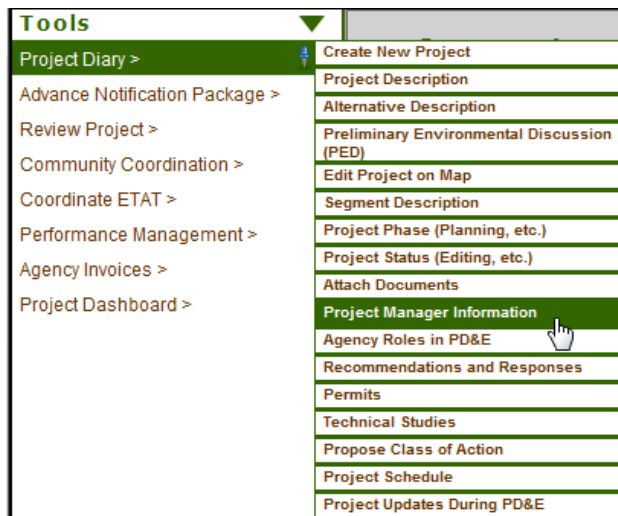 Tools
Project Diary >
Advance Notification Package >
Review Project >
Community Coordination >
Coordinate ETAT >
Performance Management >
Agency Invoices >
Project Dashboard >
Create New Project
Project Description
Alternative Description
Preliminary Environmental Discussion
(PED)
Edit Project on Map
Segment Description
Project Phase (Planning, etc.)
Project Status (Editing, etc.)
Attach Documents
Project Manager Information
Agency Roles in PD&E
Recommendations and Responses
Permits
Technical Studies
Propose Class of Action
Project Schedule
Project Updates During PD&E